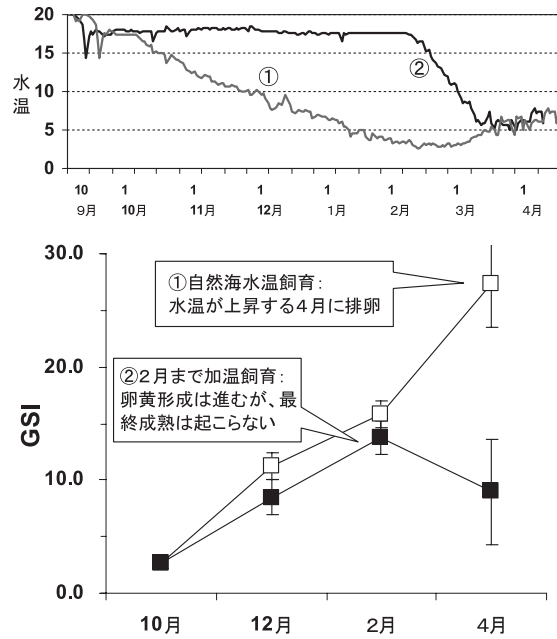 20
15
10
5
0
水温
①
②
10 1 1 1 1 1 1 1
9月 10月 11月 12月 1月 2月 3月 4月
30.0
20.0
10.0
0.0
GSI
①自然海水温飼育：
水温が上昇する4月に排卵
②2月まで加温飼育：
卵黄形成は進むが、最
終成熟は起こらない
10月 12月 2月 4月